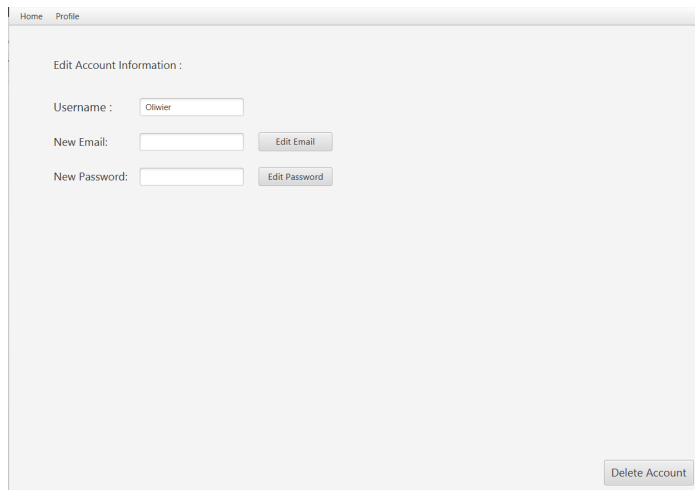 Home Profile
Edit Account Information :
Username : Oliwier
New Email: Edit Email
New Password: Edit Password
Delete Account